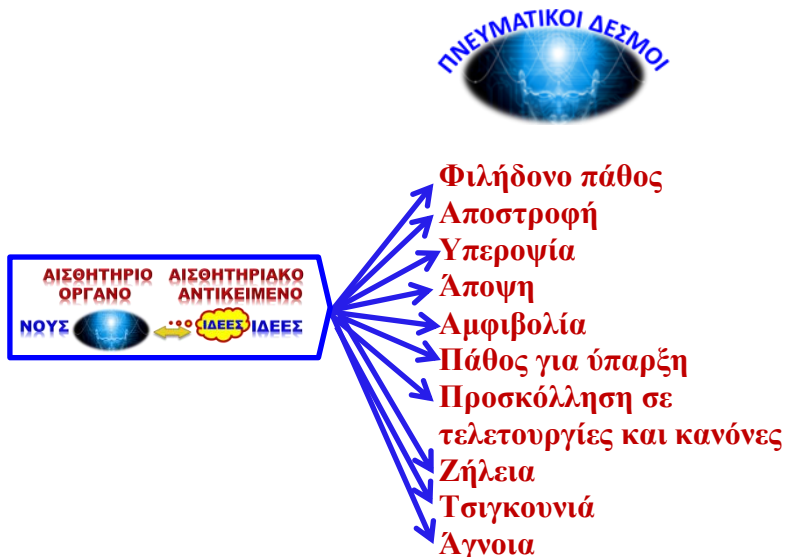 ΠΝΕΥΜΑΤΙΚΟΙ ΔΕΣΜΟΙ
Φιλήδονο πάθος
Αποστροφή
Υπεροψία
Άποψη
Αμφιβολία
Πάθος για ύπαρξη
Προσκόλληση σε
τελετουργίες και κανόνες
Ζήλεια
Τσιγκουνιά
Άγνοια
ΑΙΣΘΗΤΗΡΙΟ ΑΙΣΘΗΤΗΡΙΑΚΟ
ΟΡΓΑΝΟ ΑΝΤΙΚΕΙΜΕΝΟ
ΝΟΥΣ ΙΔΕΕΣ ΙΔΕΕΣ